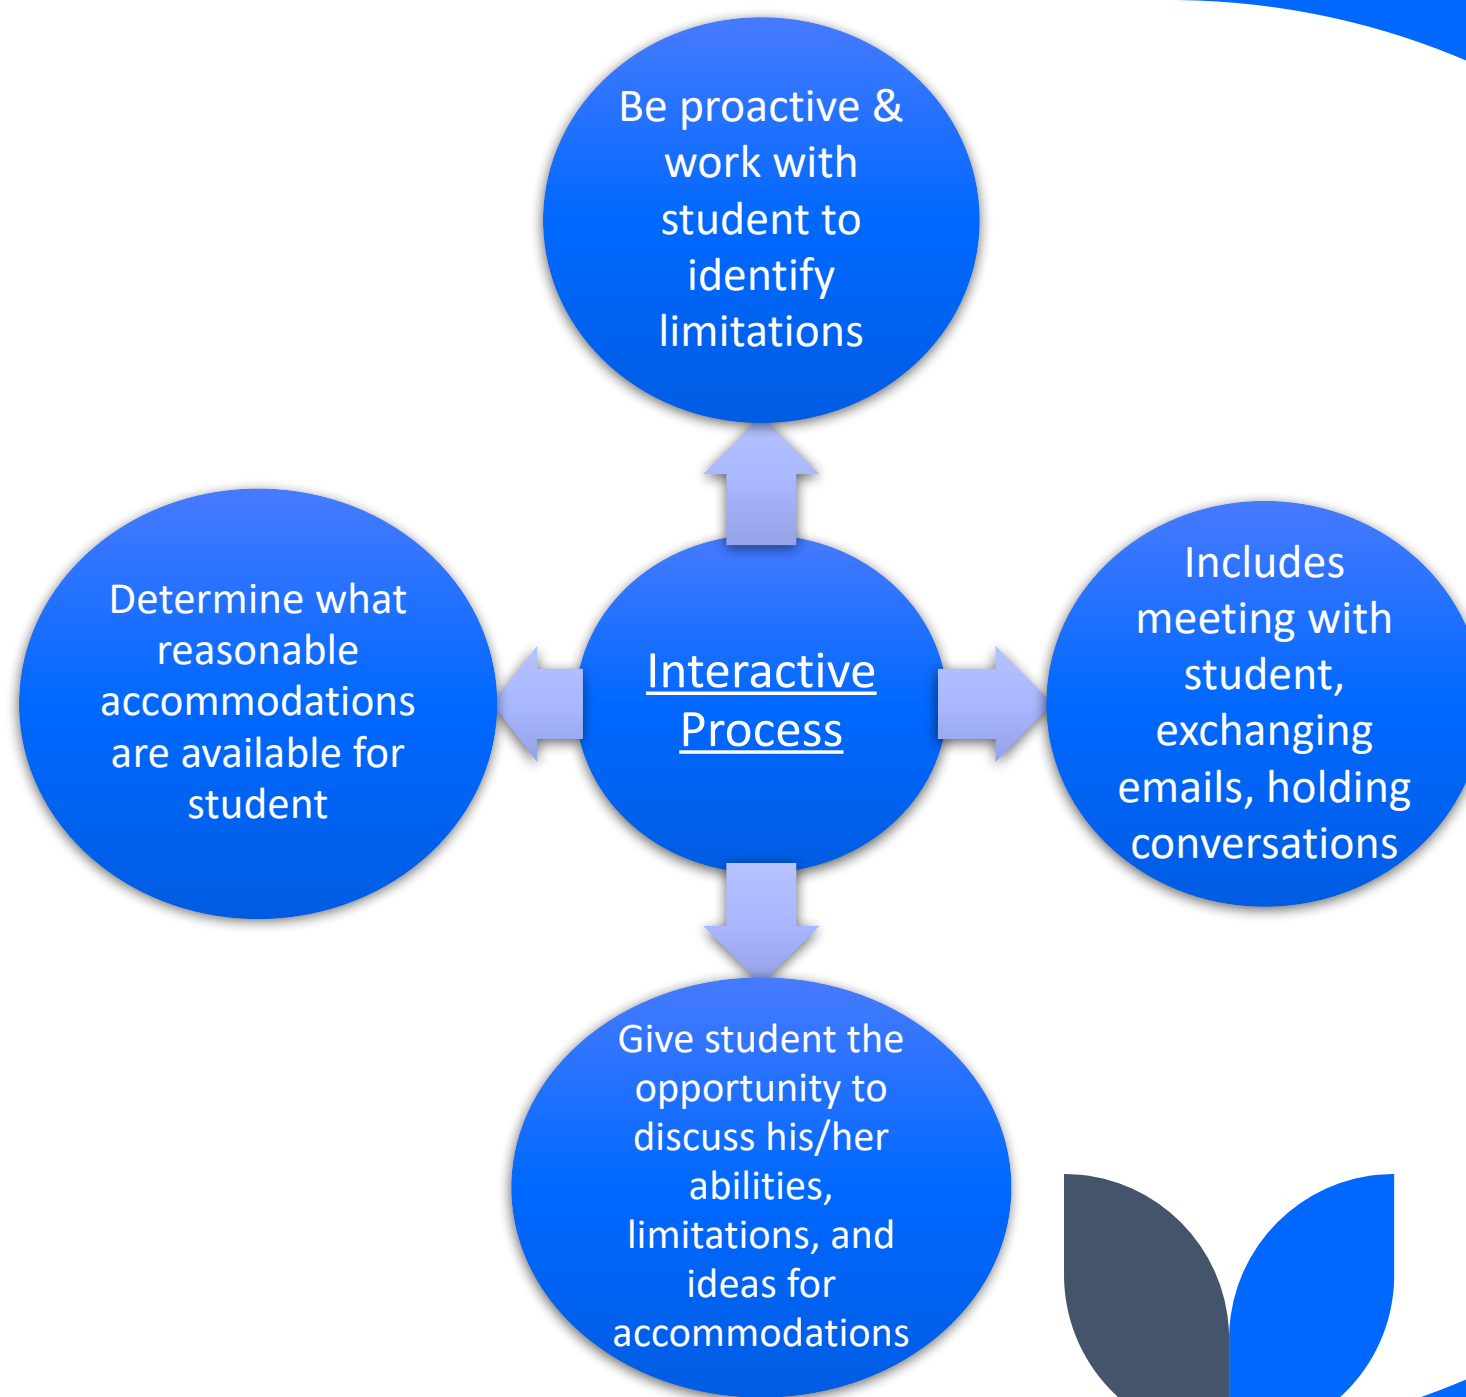 Be proactive &
work with
student to
identify
limitations
Determine what
reasonable
accommodations
are available for
student
Interactive
Process
Includes
meeting with
student,
exchanging
emails, holding
conversations
Give student the
opportunity to
discuss his/her
abilities,
limitations, and
ideas for
accommodations